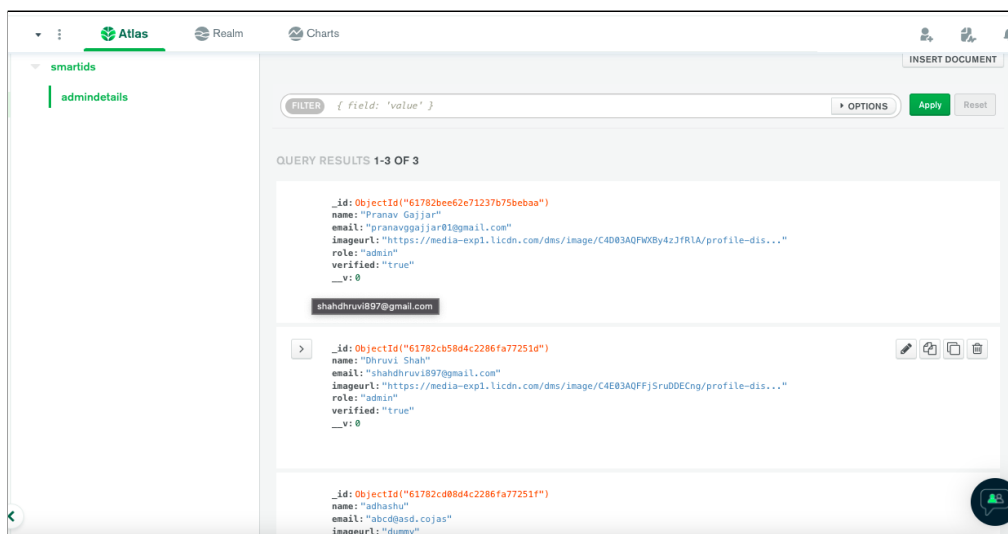 Atlas
Realm
Charts
smartids
admindetails
INSERT DOCUMENT
FILTER { field: 'value' }
OPTIONS
Apply
Reset
QUERY RESULTS 1-3 OF 3
_id: ObjectId("61782bee62e71237b75bebaa")
name: "Pranav Gajjar"
email: "pranavggajjar01@gmail.com"
imageurl: "https://media-exp1.licdn.com/dms/image/C4D03AQFWXBy4zJfRlA/profile-dis..."
role: "admin"
verified: "true"
__v: 0
shahdhruvi897@gmail.com
_id: ObjectId("61782cb58d4c2286fa77251d")
name: "Dhruvi Shah"
email: "shahdhruvi897@gmail.com"
imageurl: "https://media-exp1.licdn.com/dms/image/C4E03AQFFjSruDDECng/profile-dis..."
role: "admin"
verified: "true"
__v: 0
_id: ObjectId("61782cd08d4c2286fa77251f")
name: "adhashu"
email: "abcd@asd.cojas"
imageurl: "dummy"